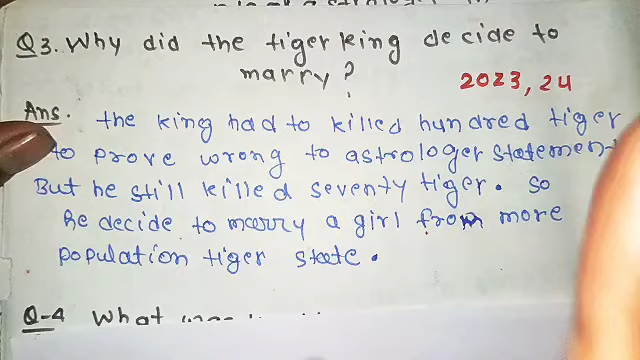 Q3. Why did the tiger king decide to
marry?
2023, 24
Ans. the king had to killed hundred tiger
to prove wrong to astrologer statement
But he still killed seventy tiger. so
he decide to marry a girl from more
population tiger state.
Q-4 What